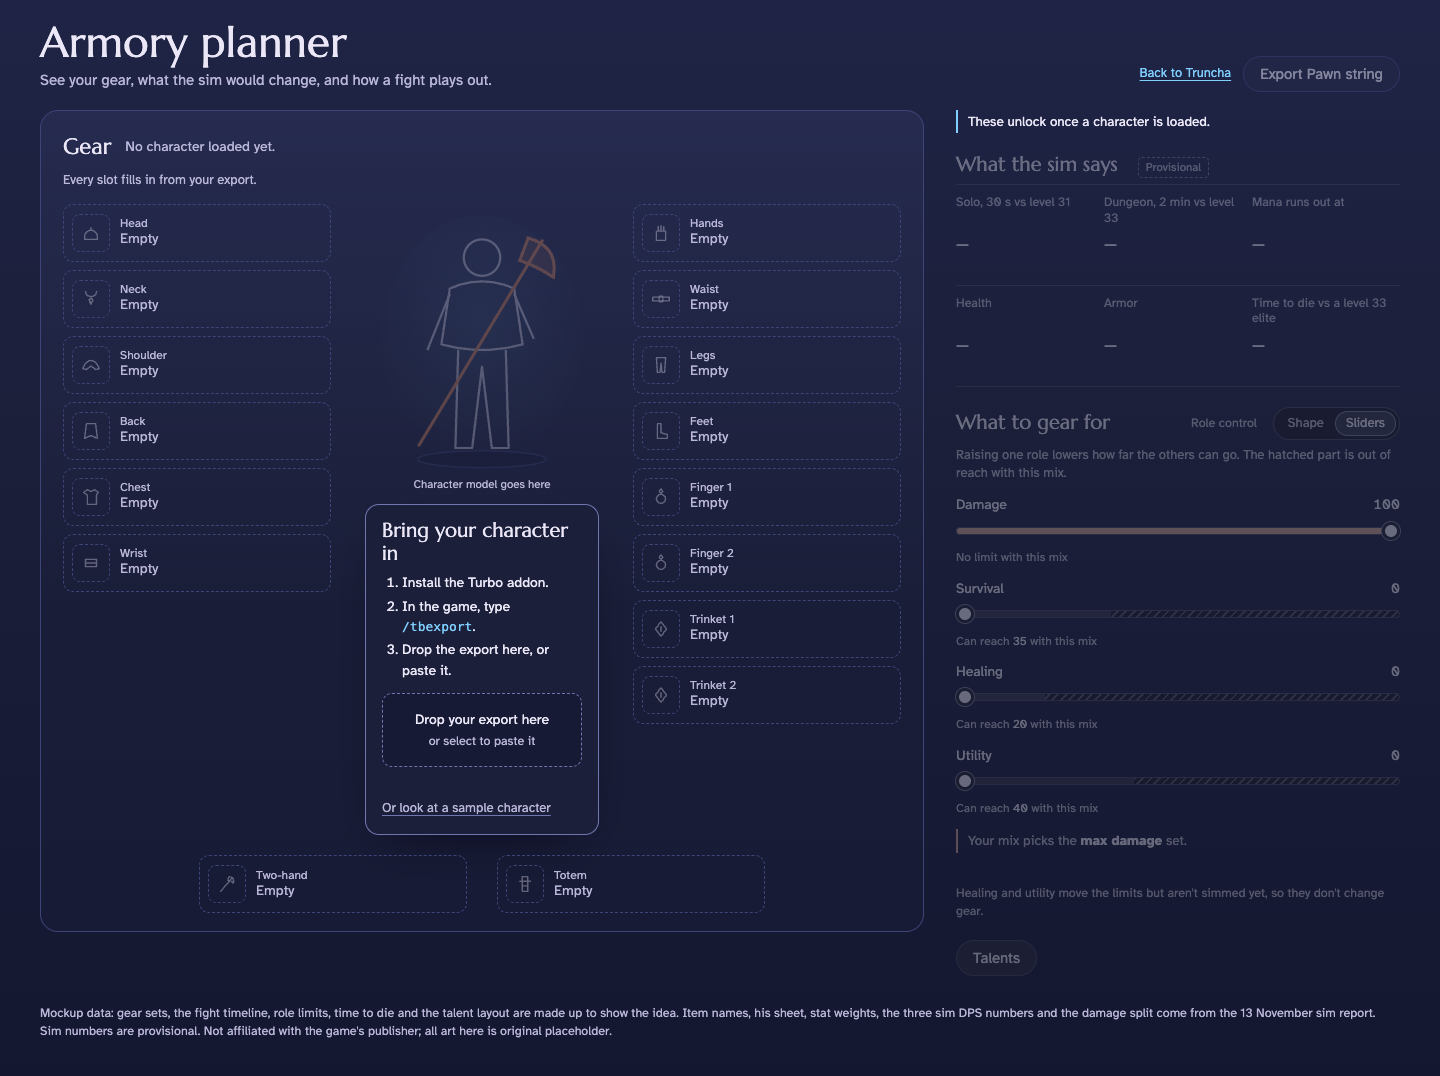 Armory planner
See your gear, what the sim would change, and how a fight plays out.
Back to Truncha
Export Pawn string
Gear
No character loaded yet.
Every slot fills in from your export.
Head
Empty
Neck
Empty
Shoulder
Empty
Back
Empty
Chest
Empty
Wrist
Empty
Character model goes here
Bring your character
in
1. Install the Turbo addon.
2. In the game, type
/tbexport.
3. Drop the export here, or
paste it.
Drop your export here
or select to paste it
Or look at a sample character
Hands
Empty
Waist
Empty
Legs
Empty
Feet
Empty
Finger 1
Empty
Finger 2
Empty
Trinket 1
Empty
Trinket 2
Empty
Two-hand
Empty
Totem
Empty
These unlock once a character is loaded.
What the sim says
Provisional
Solo, 30 s vs level 31
—
Dungeon, 2 min vs level
33
—
Mana runs out at
—
Health
—
Armor
—
Time to die vs a level 33
elite
—
What to gear for
Role control
Shape
Sliders
Raising one role lowers how far the others can go. The hatched part is out of
reach with this mix.
Damage
100
No limit with this mix
Survival
0
Can reach 35 with this mix
Healing
0
Can reach 20 with this mix
Utility
0
Can reach 40 with this mix
Your mix picks the max damage set.
Healing and utility move the limits but aren't simmed yet, so they don't change
gear.
Talents
Mockup data: gear sets, the fight timeline, role limits, time to die and the talent layout are made up to show the idea. Item names, his sheet, stat weights, the three sim DPS numbers and the damage split come from the 13 November sim report.
Sim numbers are provisional. Not affiliated with the game's publisher; all art here is original placeholder.